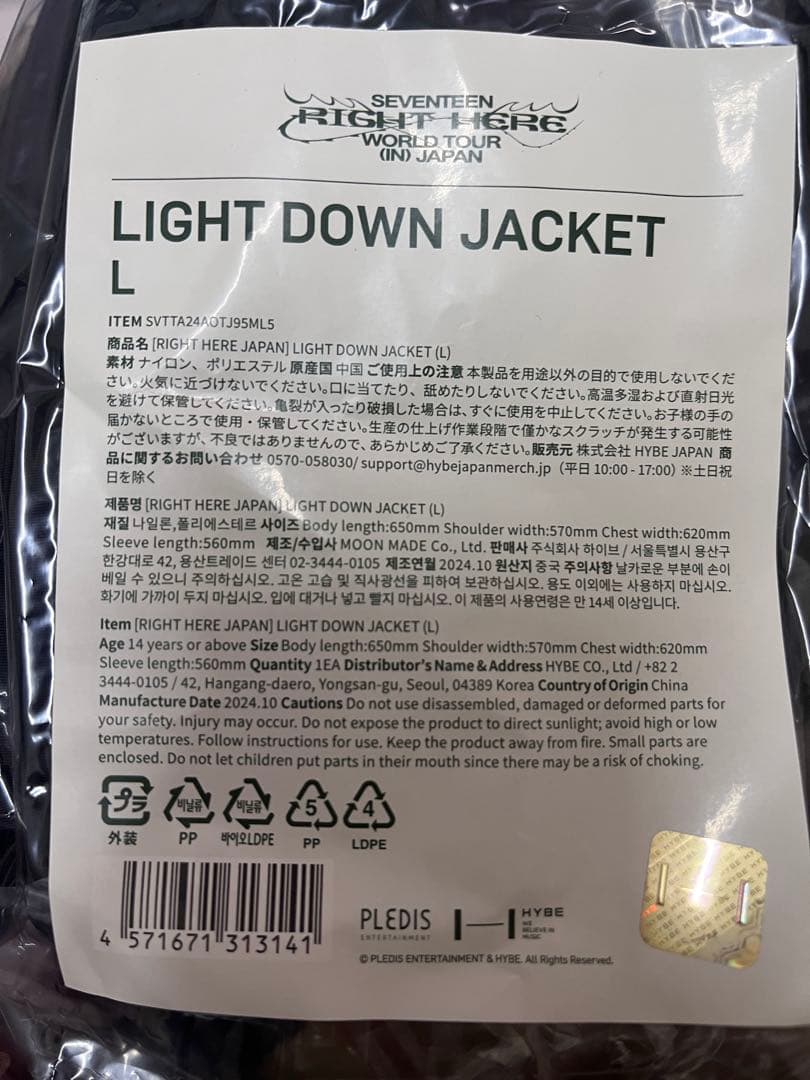 SEVENTEEN
RIGHT HERE
WORLD TOUR
(IN) JAPAN
LIGHT DOWN JACKET
L
ITEM SVTTA24AOTJ95ML5
商品名 [RIGHT HERE JAPAN] LIGHT DOWN JACKET (L)
素材 ナイロン、ポリエステル 原産国 中国 ご使用上の注意 本製品を用途以外の目的で使用しないでくだ
さい。火気に近づけないでください。口に当てたり、舐めたりしないでください。高温多湿および直射日光
を避けて保管してください。亀裂が入ったり破損した場合は、すぐに使用を中止してください。お子様の手の
届かないところで使用・保管してください。生産の仕上げ作業段階で僅かなスクラッチが発生する可能性
がございますが、不良ではありませんので、あらかじめご了承ください。販売元 株式会社 HYBE JAPAN 商
品に関するお問い合わせ 0570-058030/ support@hybejapanmerch.jp（平日 10:00 - 17:00）※土日祝
日を除く
제품명 [RIGHT HERE JAPAN] LIGHT DOWN JACKET (L)
재질 나일론,폴리에스테르 사이즈 Body length:650mm Shoulder width:570mm Chest width:620mm
Sleeve length:560mm 제조/수입사 MOON MADE Co., Ltd. 판매사 주식회사 하이브 / 서울특별시 용산구
한강대로 42, 용산트레이드 센터 02-3444-0105 제조연월 2024.10 원산지 중국 주의사항 날카로운 부분에 손이
베일 수 있으니 주의하십시오. 고온 고습 및 직사광선을 피하여 보관하십시오. 용도 이외에는 사용하지 마십시오.
화기에 가까이 두지 마십시오. 입에 대거나 넣고 빨지 마십시오. 이 제품의 사용연령은 만 14세 이상입니다.
Item [RIGHT HERE JAPAN] LIGHT DOWN JACKET (L)
Age 14 years or above Size Body length:650mm Shoulder width:570mm Chest width:620mm
Sleeve length:560mm Quantity 1EA Distributor's Name & Address HYBE CO., Ltd / +82 2
3444-0105 / 42, Hangang-daero, Yongsan-gu, Seoul, 04389 Korea Country of Origin China
Manufacture Date 2024.10 Cautions Do not use disassembled, damaged or deformed parts for
your safety. Injury may occur. Do not expose the product to direct sunlight; avoid high or low
temperatures. Follow instructions for use. Keep the product away from fire. Small parts are
enclosed. Do not let children put parts in their mouth since there may be a risk of choking.
プラ 비닐류 비닐류 5 4
外装 PP 바이오LDPE PP LDPE
4 571671 313141
PLEDIS
ENTERTAINMENT
HYBE
WE
BELIEVE IN
MUSIC
© PLEDIS ENTERTAINMENT & HYBE. All Rights Reserved.
HYBE HYBE HYBE